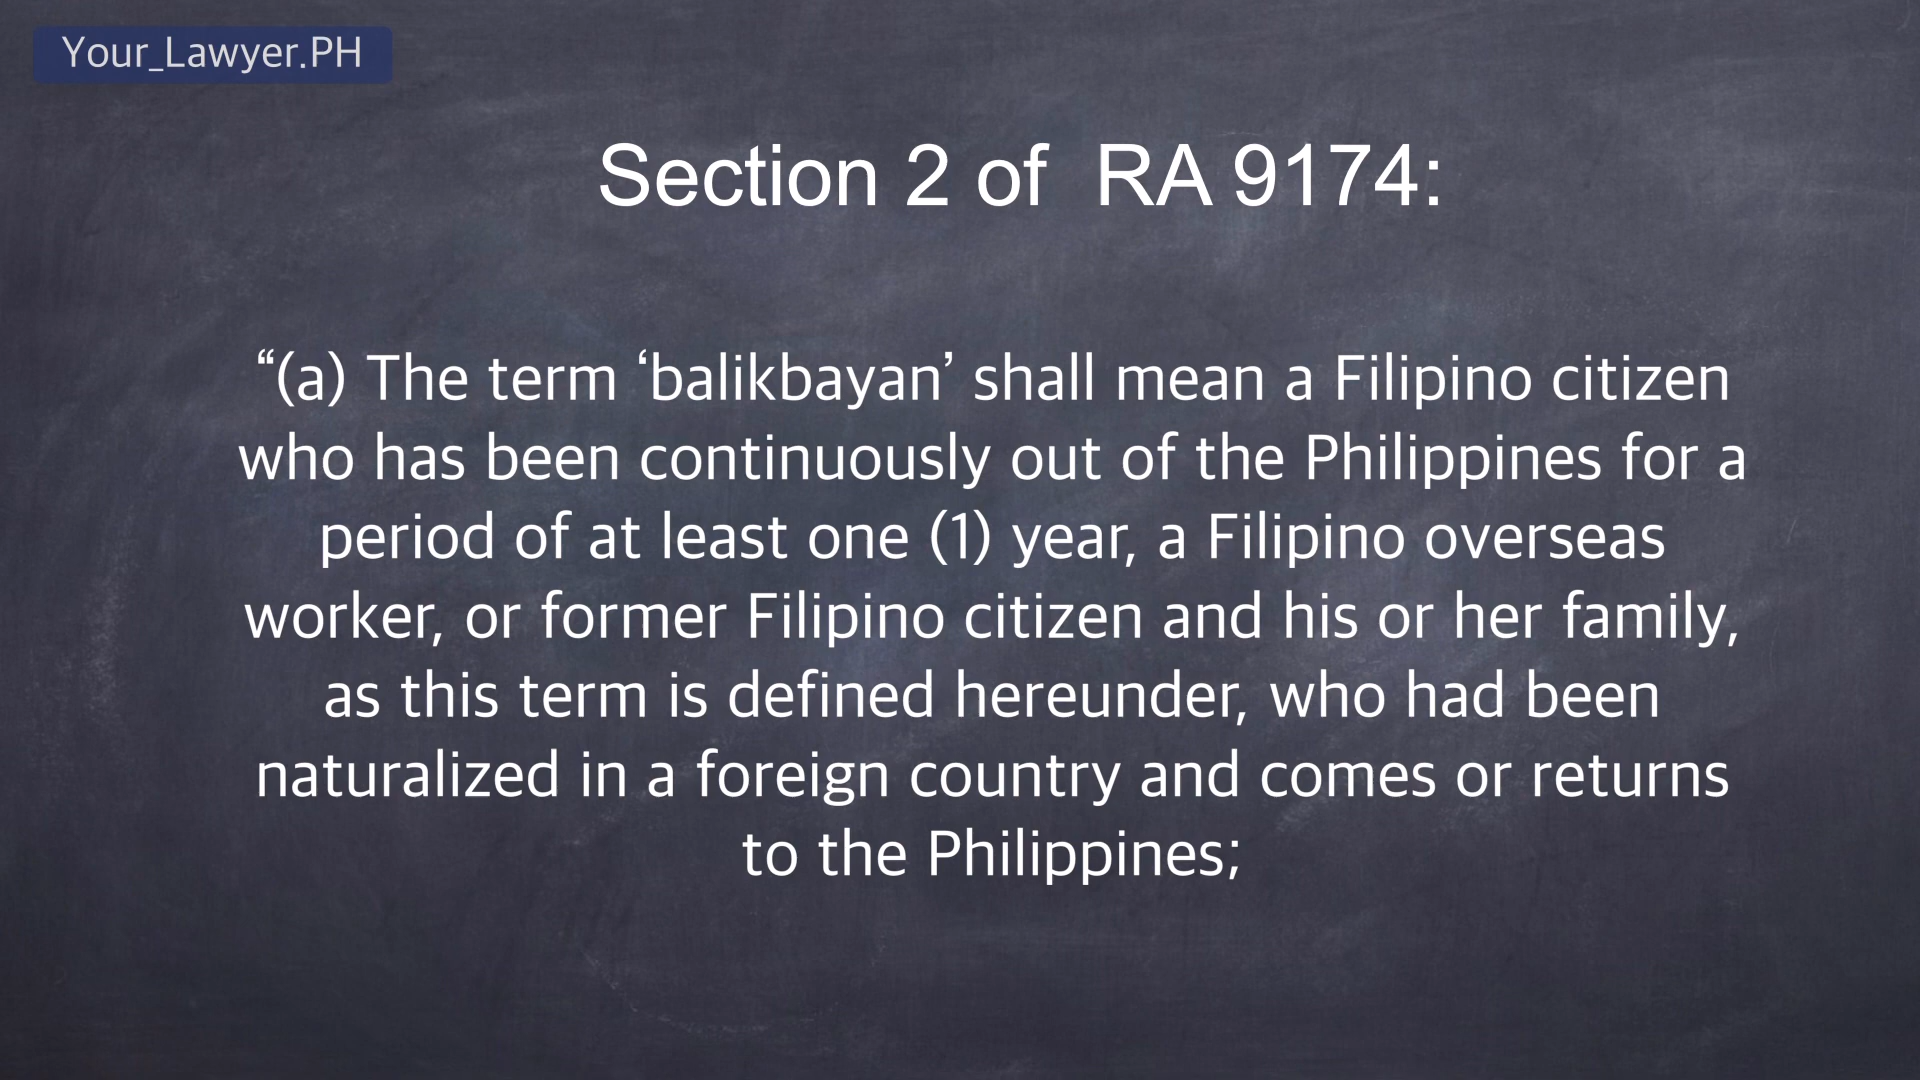 Your_Lawyer.PH
Section 2 of  RA 9174:
“(a) The term ‘balikbayan’ shall mean a Filipino citizen
who has been continuously out of the Philippines for a
period of at least one (1) year, a Filipino overseas
worker, or former Filipino citizen and his or her family,
as this term is defined hereunder, who had been
naturalized in a foreign country and comes or returns
to the Philippines;